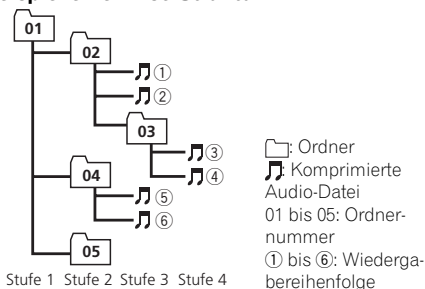 01
02
♫①
♫②
03
♫③
♫④
04
♫⑤
♫⑥
05
Stufe 1 Stufe 2 Stufe 3 Stufe 4
: Ordner
♫: Komprimierte
Audio-Datei
01 bis 05: Ordner-
nummer
① bis ⑥: Wiederga-
bereihenfolge